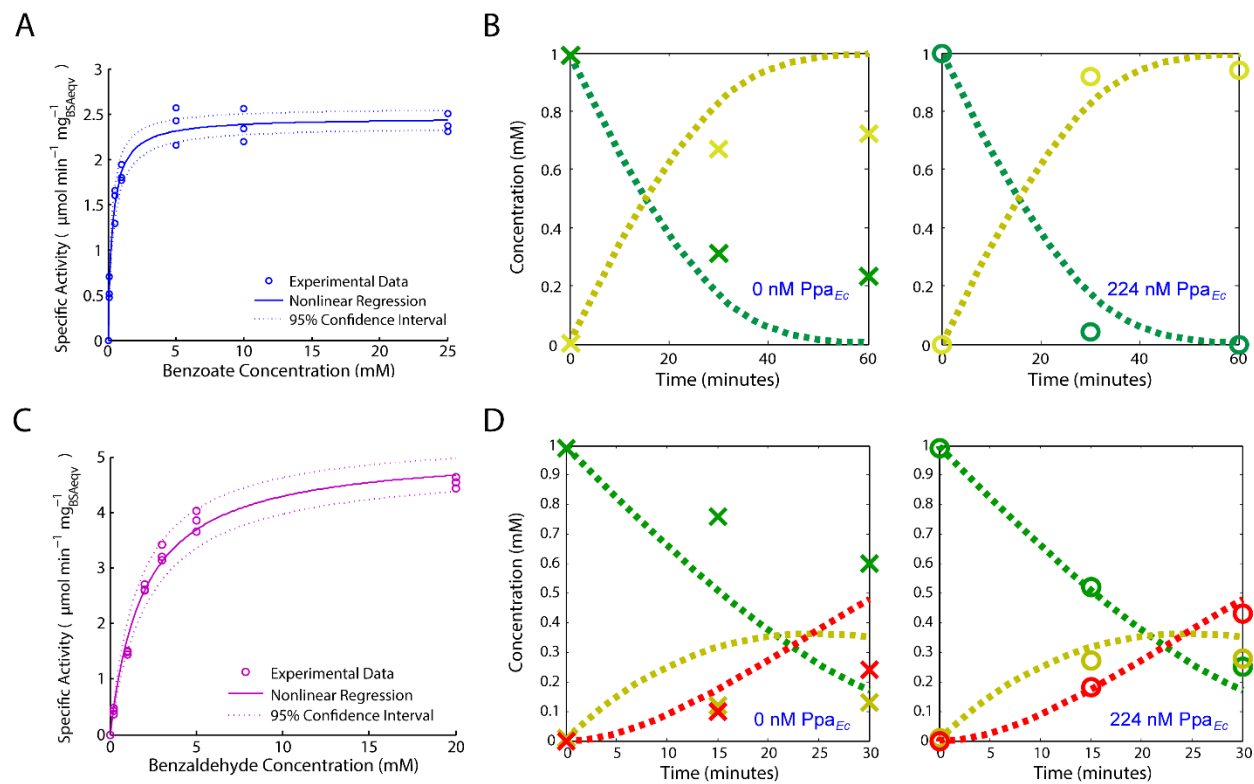 A
Specific Activity ( μmol min⁻¹ mg⁻¹BSAeqv)
3
2.5
2
1.5
1
0.5
0
0 5 10 15 20 25
Benzoate Concentration (mM)
Experimental Data
Nonlinear Regression
95% Confidence Interval
B
Concentration (mM)
1
0.8
0.6
0.4
0.2
0
0 20 40 60
Time (minutes)
0 nM PpaEc
1
0.8
0.6
0.4
0.2
0
0 20 40 60
Time (minutes)
224 nM PpaEc
C
Specific Activity ( μmol min⁻¹ mg⁻¹BSAeqv)
5
4
3
2
1
0
0 5 10 15 20
Benzaldehyde Concentration (mM)
Experimental Data
Nonlinear Regression
95% Confidence Interval
D
Concentration (mM)
1
0.9
0.8
0.7
0.6
0.5
0.4
0.3
0.2
0.1
0
0 5 10 15 20 25 30
Time (minutes)
0 nM PpaEc
1
0.9
0.8
0.7
0.6
0.5
0.4
0.3
0.2
0.1
0
0 5 10 15 20 25 30
Time (minutes)
224 nM PpaEc